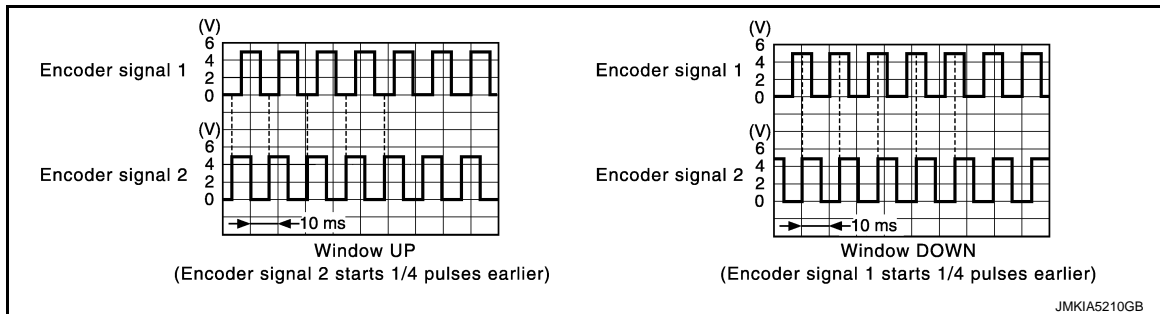 (V)
6
4
2
0
Encoder signal 1
(V)
6
4
2
0
Encoder signal 2
10 ms
Window UP
(Encoder signal 2 starts 1/4 pulses earlier)
(V)
6
4
2
0
Encoder signal 1
(V)
6
4
2
0
Encoder signal 2
10 ms
Window DOWN
(Encoder signal 1 starts 1/4 pulses earlier)
JMKIA5210GB